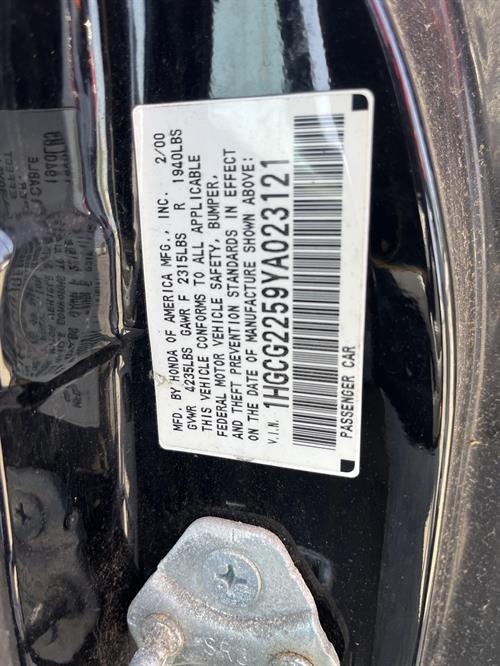 MFD. BY HONDA OF AMERICA MFG., INC. 2/00
GVWR 4235LBS GAWR F 2315LBS R 1940LBS
THIS VEHICLE CONFORMS TO ALL APPLICABLE
FEDERAL MOTOR VEHICLE SAFETY, BUMPER,
AND THEFT PREVENTION STANDARDS IN EFFECT
ON THE DATE OF MANUFACTURE SHOWN ABOVE.
V.I.N. 1HGCG2259YA023121
PASSENGER CAR